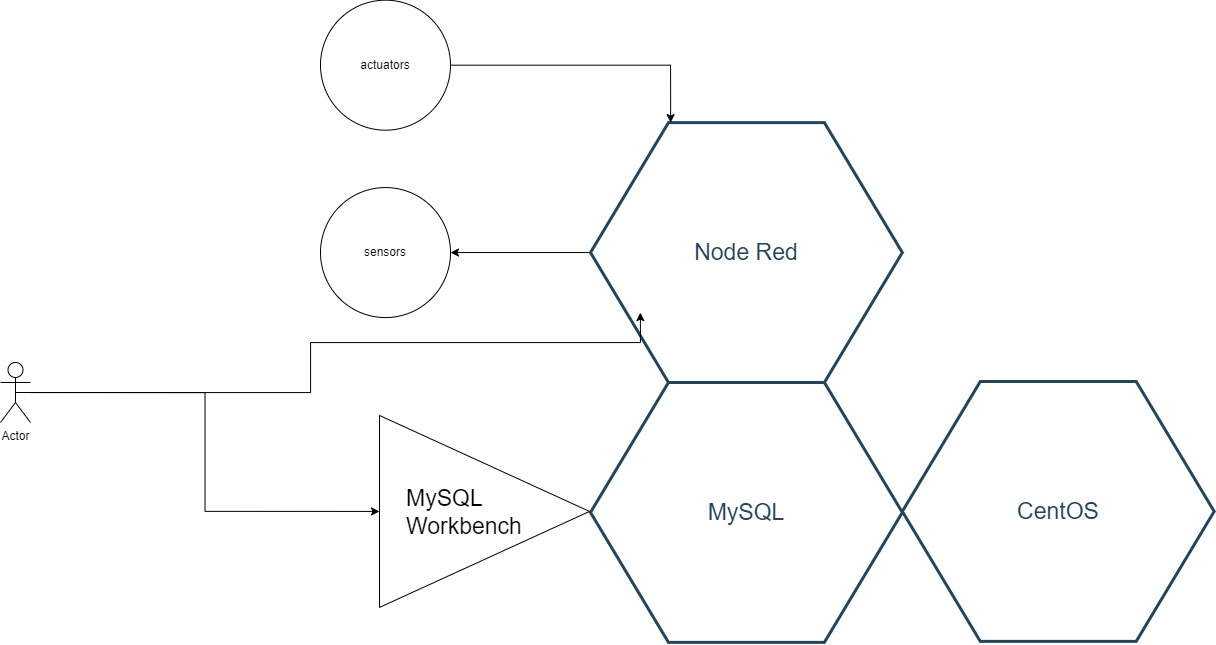 actuators
sensors
Node Red
Actor
MySQL
Workbench
MySQL
CentOS